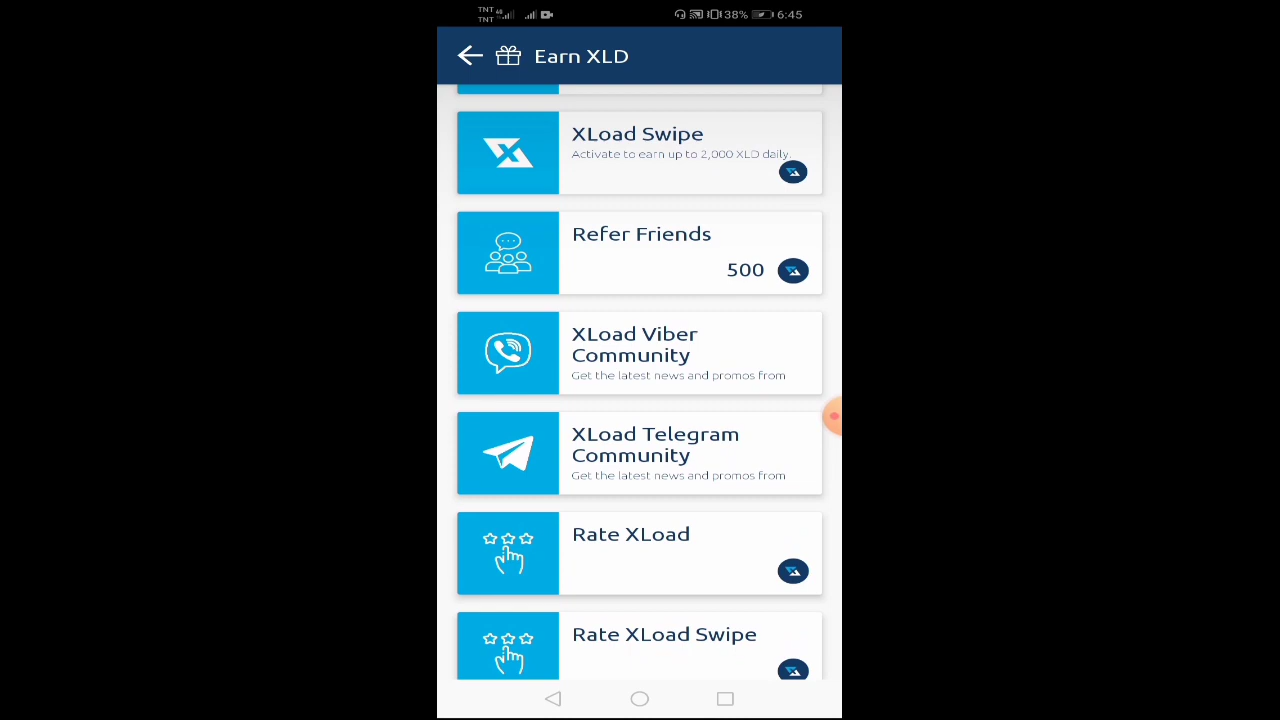 TNT 4G
TNT
38% 6:45
Earn XLD
XLoad Swipe
Activate to earn up to 2,000 XLD daily.
Refer Friends
500
XLoad Viber
Community
Get the latest news and promos from
XLoad Telegram
Community
Get the latest news and promos from
Rate XLoad
Rate XLoad Swipe